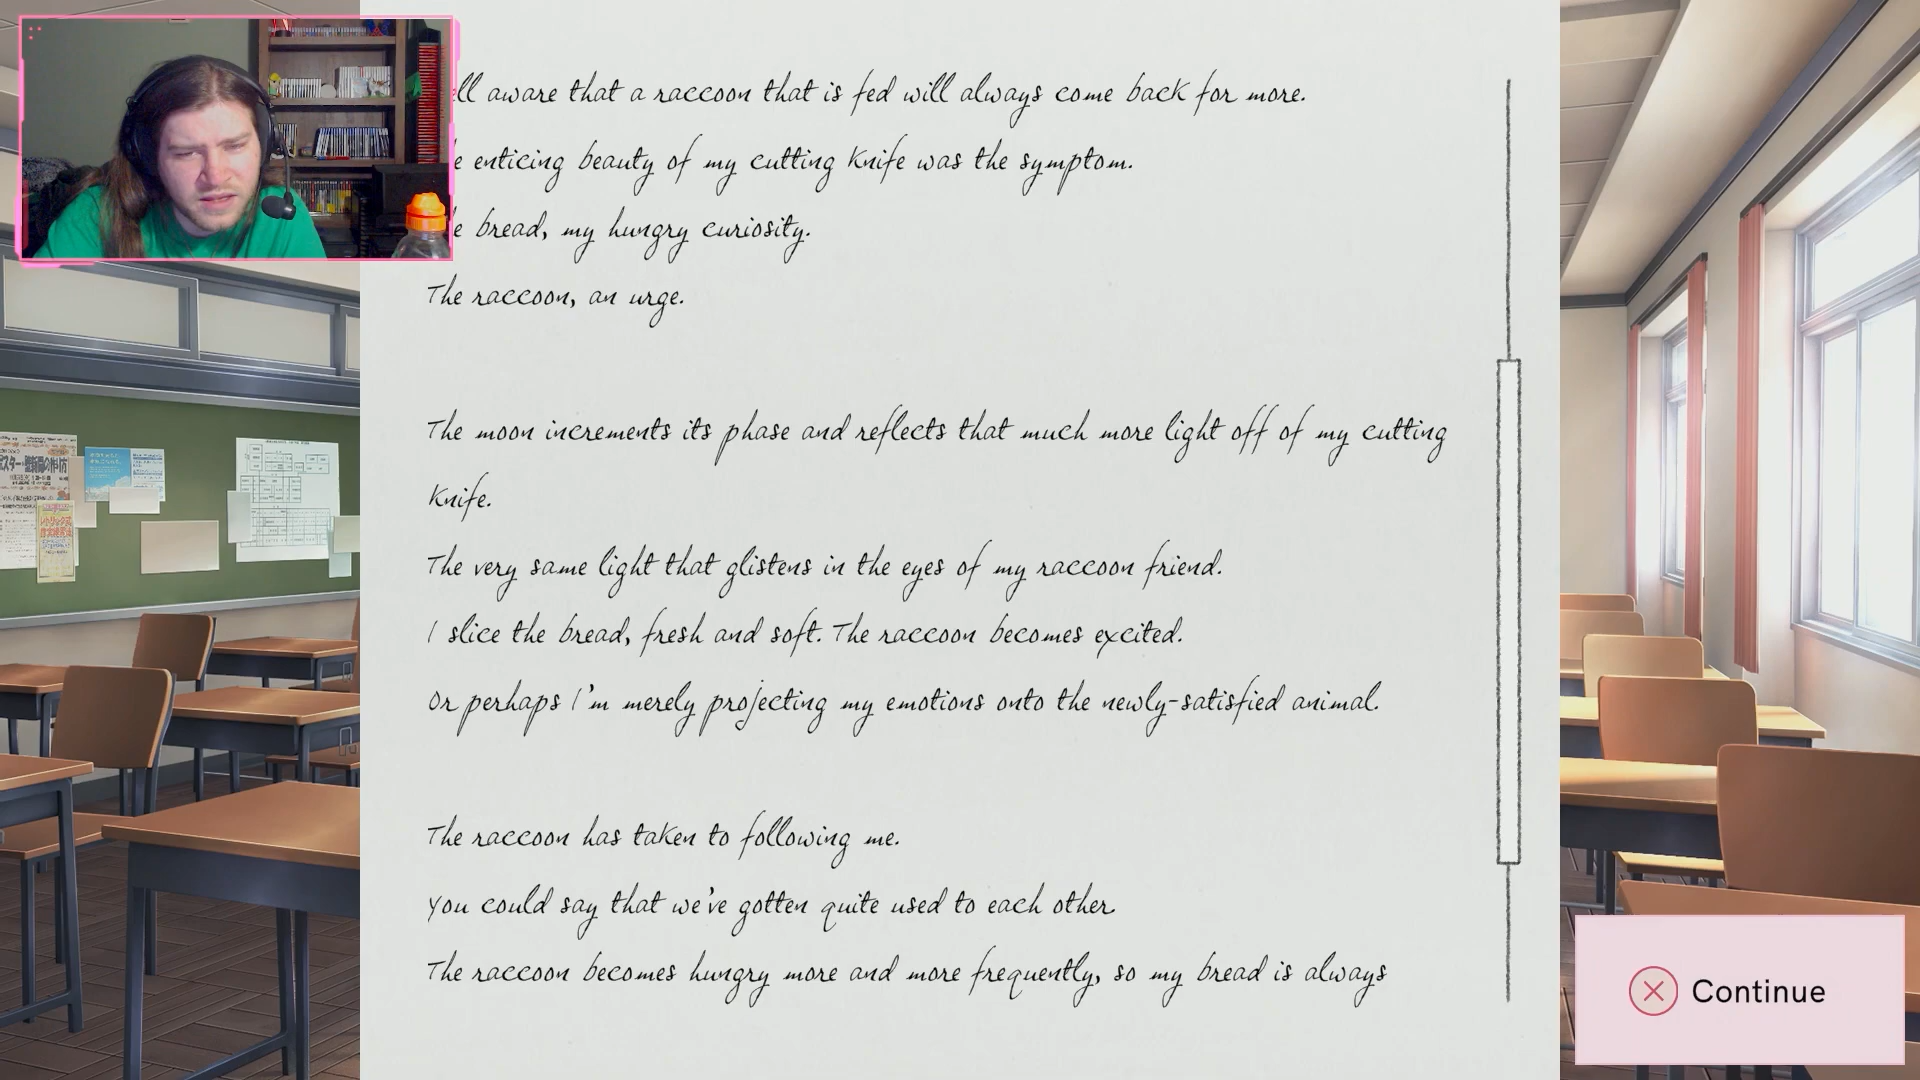 ll aware that a raccoon that is fed will always come back for more.
e enticing beauty of my cutting knife was the symptom.
e bread, my hungry curiosity.
The raccoon, an urge.
The moon increments its phase and reflects that much more light off of my cutting
knife.
The very same light that glistens in the eyes of my raccoon friend.
I slice the bread, fresh and soft. The raccoon becomes excited.
Or perhaps I'm merely projecting my emotions onto the newly-satisfied animal.
The raccoon has taken to following me.
You could say that we've gotten quite used to each other.
The raccoon becomes hungry more and more frequently, so my bread is always
Continue